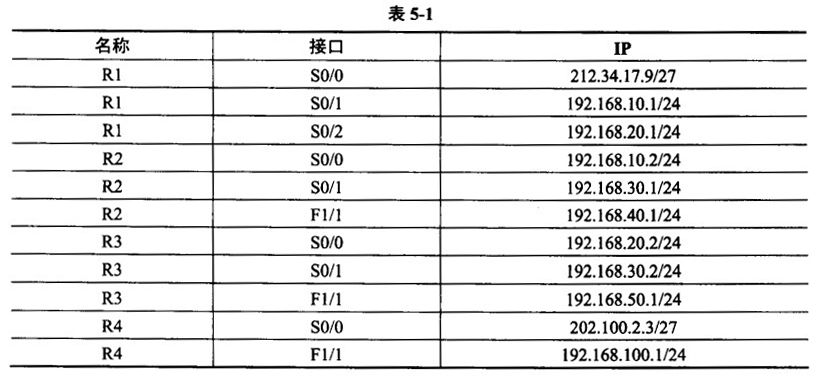 表 5-1
名称 接口 IP
R1 S0/0 212.34.17.9/27
R1 S0/1 192.168.10.1/24
R1 S0/2 192.168.20.1/24
R2 S0/0 192.168.10.2/24
R2 S0/1 192.168.30.1/24
R2 F1/1 192.168.40.1/24
R3 S0/0 192.168.20.2/24
R3 S0/1 192.168.30.2/24
R3 F1/1 192.168.50.1/24
R4 S0/0 202.100.2.3/27
R4 F1/1 192.168.100.1/24